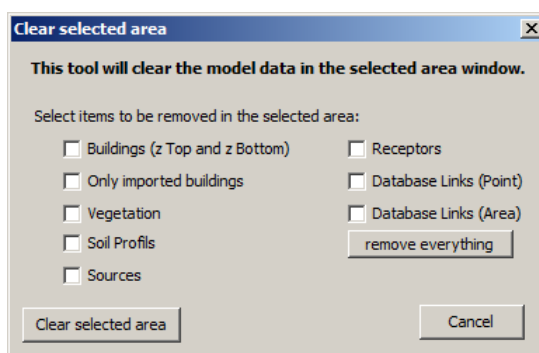 Clear selected area
This tool will clear the model data in the selected area window.
Select items to be removed in the selected area:
Buildings (z Top and z Bottom)
Receptors
Only imported buildings
Database Links (Point)
Vegetation
Database Links (Area)
Soil Profils
remove everything
Sources
Clear selected area
Cancel